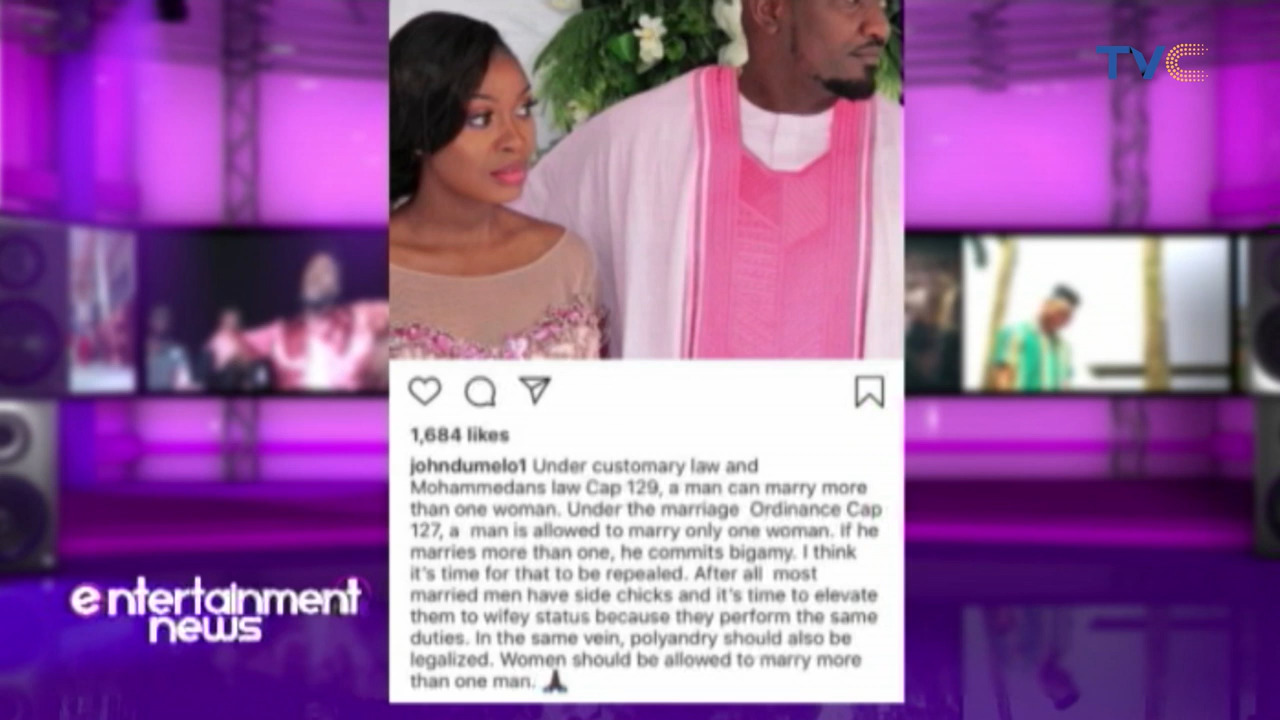 TVC
1,684 likes
johndumelo1 Under customary law and
Mohammedans law Cap 129, a man can marry more
than one woman. Under the marriage Ordinance Cap
127, a man is allowed to marry only one woman. If he
marries more than one, he commits bigamy. I think
it's time for that to be repealed. After all most
married men have side chicks and it's time to elevate
them to wifey status because they perform the same
duties. In the same vein, polyandry should also be
legalized. Women should be allowed to marry more
than one man. 🙏🏿
entertainment
news